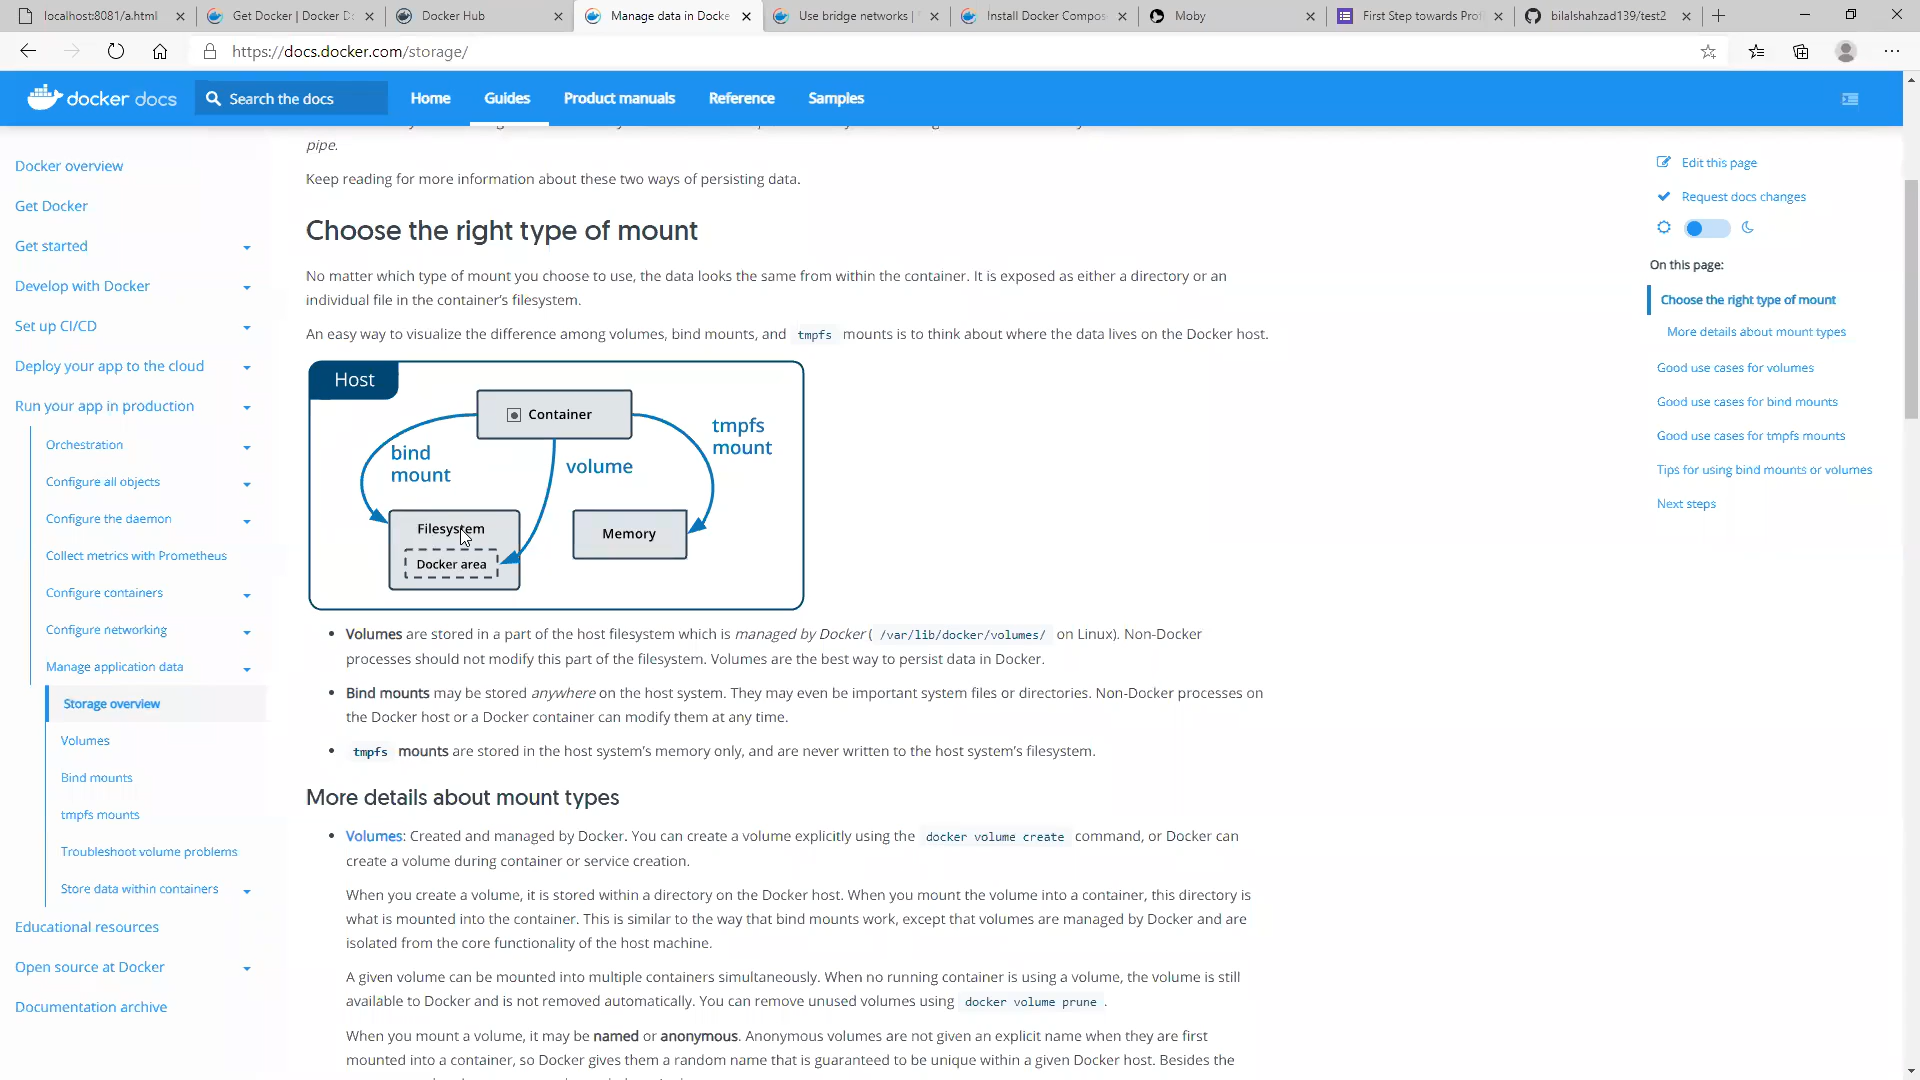 localhost:8081/a.html
Get Docker | Docker D
Docker Hub
Manage data in Docke
Use bridge networks |
Install Docker Compos
Moby
First Step towards Prof
bilalshahzad139/test2
https://docs.docker.com/storage/
docker docs
Search the docs
Home
Guides
Product manuals
Reference
Samples
Docker overview
Get Docker
Get started
Develop with Docker
Set up CI/CD
Deploy your app to the cloud
Run your app in production
Orchestration
Configure all objects
Configure the daemon
Collect metrics with Prometheus
Configure containers
Configure networking
Manage application data
Storage overview
Volumes
Bind mounts
tmpfs mounts
Troubleshoot volume problems
Store data within containers
Educational resources
Open source at Docker
Documentation archive
pipe.
Keep reading for more information about these two ways of persisting data.
Choose the right type of mount
No matter which type of mount you choose to use, the data looks the same from within the container. It is exposed as either a directory or an
individual file in the container's filesystem.
An easy way to visualize the difference among volumes, bind mounts, and tmpfs mounts is to think about where the data lives on the Docker host.
Host
Container
bind
mount
volume
tmpfs
mount
Filesystem
Docker area
Memory
• Volumes are stored in a part of the host filesystem which is managed by Docker ( /var/lib/docker/volumes/ on Linux). Non-Docker
processes should not modify this part of the filesystem. Volumes are the best way to persist data in Docker.
• Bind mounts may be stored anywhere on the host system. They may even be important system files or directories. Non-Docker processes on
the Docker host or a Docker container can modify them at any time.
• tmpfs mounts are stored in the host system's memory only, and are never written to the host system's filesystem.
More details about mount types
• Volumes: Created and managed by Docker. You can create a volume explicitly using the docker volume create command, or Docker can
create a volume during container or service creation.
When you create a volume, it is stored within a directory on the Docker host. When you mount the volume into a container, this directory is
what is mounted into the container. This is similar to the way that bind mounts work, except that volumes are managed by Docker and are
isolated from the core functionality of the host machine.
A given volume can be mounted into multiple containers simultaneously. When no running container is using a volume, the volume is still
available to Docker and is not removed automatically. You can remove unused volumes using docker volume prune .
When you mount a volume, it may be named or anonymous. Anonymous volumes are not given an explicit name when they are first
mounted into a container, so Docker gives them a random name that is guaranteed to be unique within a given Docker host. Besides the
Edit this page
Request docs changes
On this page:
Choose the right type of mount
More details about mount types
Good use cases for volumes
Good use cases for bind mounts
Good use cases for tmpfs mounts
Tips for using bind mounts or volumes
Next steps